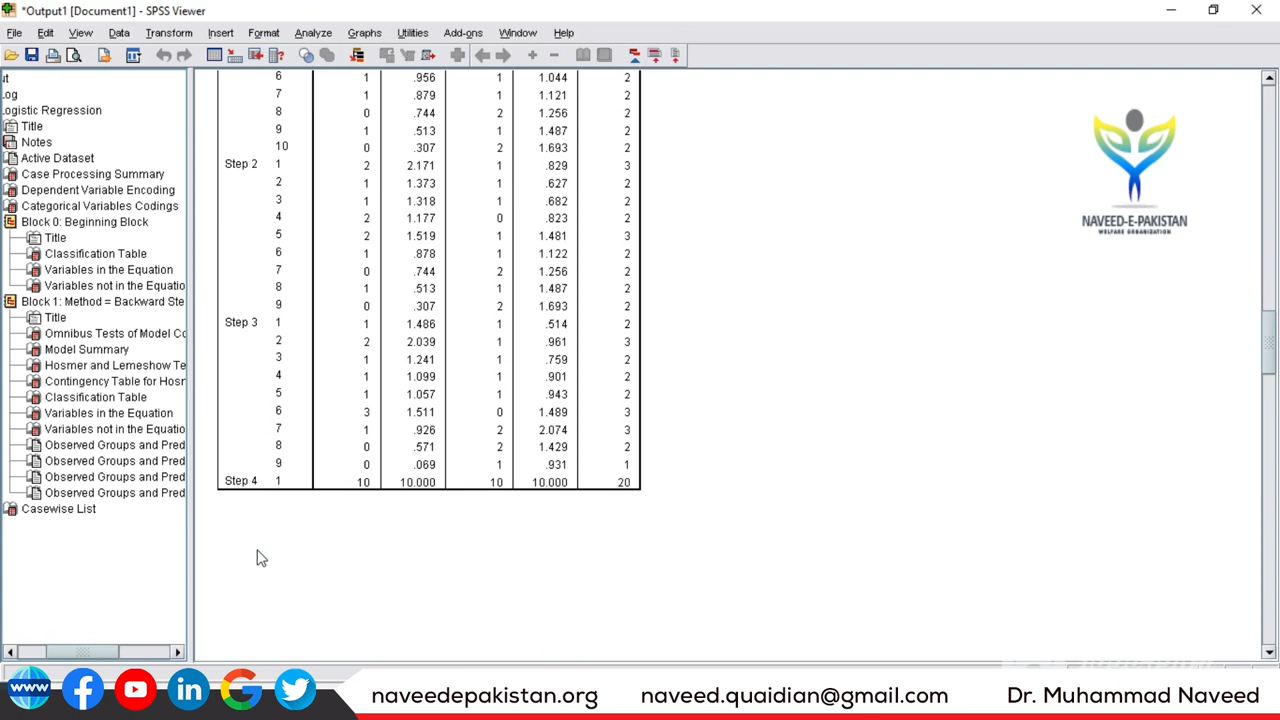 *Output1 [Document1] - SPSS Viewer
File Edit View Data Transform Insert Format Analyze Graphs Utilities Add-ons Window Help
ut
Log
Logistic Regression
Title
Notes
Active Dataset
Case Processing Summary
Dependent Variable Encoding
Categorical Variables Codings
Block 0: Beginning Block
Title
Classification Table
Variables in the Equation
Variables not in the Equatio
Block 1: Method = Backward Ste
Title
Omnibus Tests of Model Co
Model Summary
Hosmer and Lemeshow Te
Contingency Table for Hosr
Classification Table
Variables in the Equation
Variables not in the Equatio
Observed Groups and Pred
Observed Groups and Pred
Observed Groups and Pred
Observed Groups and Pred
Casewise List
6 1 .956 1 1.044 2
7 1 .879 1 1.121 2
8 0 .744 2 1.256 2
9 1 .513 1 1.487 2
10 0 .307 2 1.693 2
Step 2 1 2 2.171 1 .829 3
2 1 1.373 1 .627 2
3 1 1.318 1 .682 2
4 2 1.177 0 .823 2
5 2 1.519 1 1.481 3
6 1 .878 1 1.122 2
7 0 .744 2 1.256 2
8 1 .513 1 1.487 2
9 0 .307 2 1.693 2
Step 3 1 1 1.486 1 .514 2
2 2 2.039 1 .961 3
3 1 1.241 1 .759 2
4 1 1.099 1 .901 2
5 1 1.057 1 .943 2
6 3 1.511 0 1.489 3
7 1 .926 2 2.074 3
8 0 .571 2 1.429 2
9 0 .069 1 .931 1
Step 4 1 10 10.000 10 10.000 20
NAVEED-E-PAKISTAN
WELFARE ORGANIZATION
www
naveedepakistan.org naveed.quaidian@gmail.com Dr. Muhammad Naveed